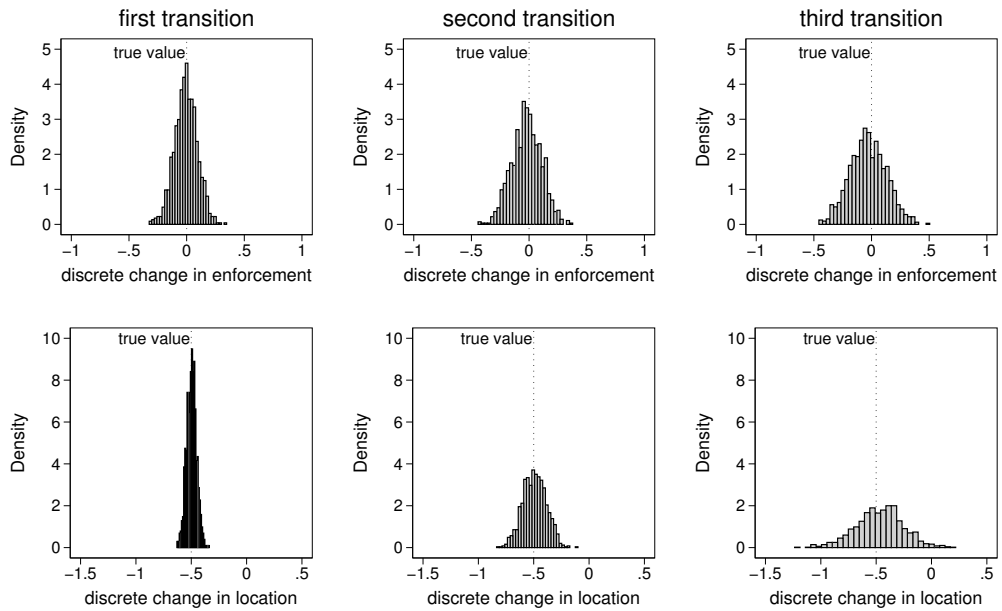 first transition
second transition
third transition
true value
true value
true value
Density
Density
Density
5
4
3
2
1
0
5
4
3
2
1
0
5
4
3
2
1
0
−1 −.5 0 .5 1
−1 −.5 0 .5 1
−1 −.5 0 .5 1
discrete change in enforcement
discrete change in enforcement
discrete change in enforcement
true value
true value
true value
Density
Density
Density
10
8
6
4
2
0
10
8
6
4
2
0
10
8
6
4
2
0
−1.5 −1 −.5 0 .5
−1.5 −1 −.5 0 .5
−1.5 −1 −.5 0 .5
discrete change in location
discrete change in location
discrete change in location